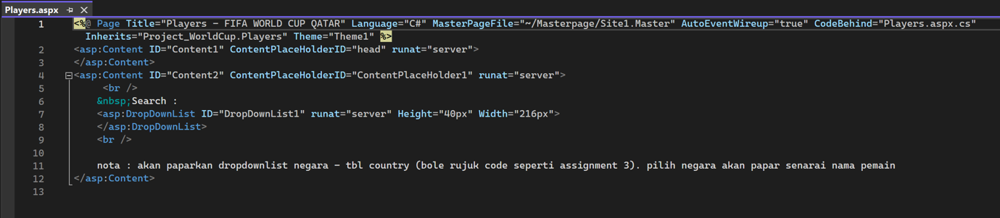 Players.aspx
1 <%@ Page Title="Players - FIFA WORLD CUP QATAR" Language="C#" MasterPageFile="~/Masterpage/Site1.Master" AutoEventWireup="true" CodeBehind="Players.aspx.cs"
Inherits="Project_WorldCup.Players" Theme="Theme1" %>
2 <asp:Content ID="Content1" ContentPlaceHolderID="head" runat="server">
3 </asp:Content>
4 <asp:Content ID="Content2" ContentPlaceHolderID="ContentPlaceHolder1" runat="server">
5 <br />
6 &nbsp;Search :
7 <asp:DropDownList ID="DropDownList1" runat="server" Height="40px" Width="216px">
8 </asp:DropDownList>
9 <br />
10
11 nota : akan paparkan dropdownlist negara - tbl country (bole rujuk code seperti assignment 3). pilih negara akan papar senarai nama pemain
12 </asp:Content>
13